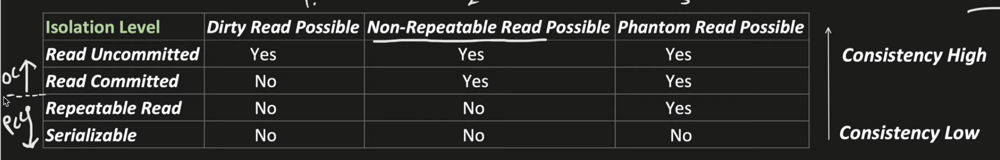 Isolation Level Dirty Read Possible Non-Repeatable Read Possible Phantom Read Possible
Read Uncommitted Yes Yes Yes Consistency High
OC Read Committed No Yes Yes
Repeatable Read No No Yes
Serializable No No No Consistency Low